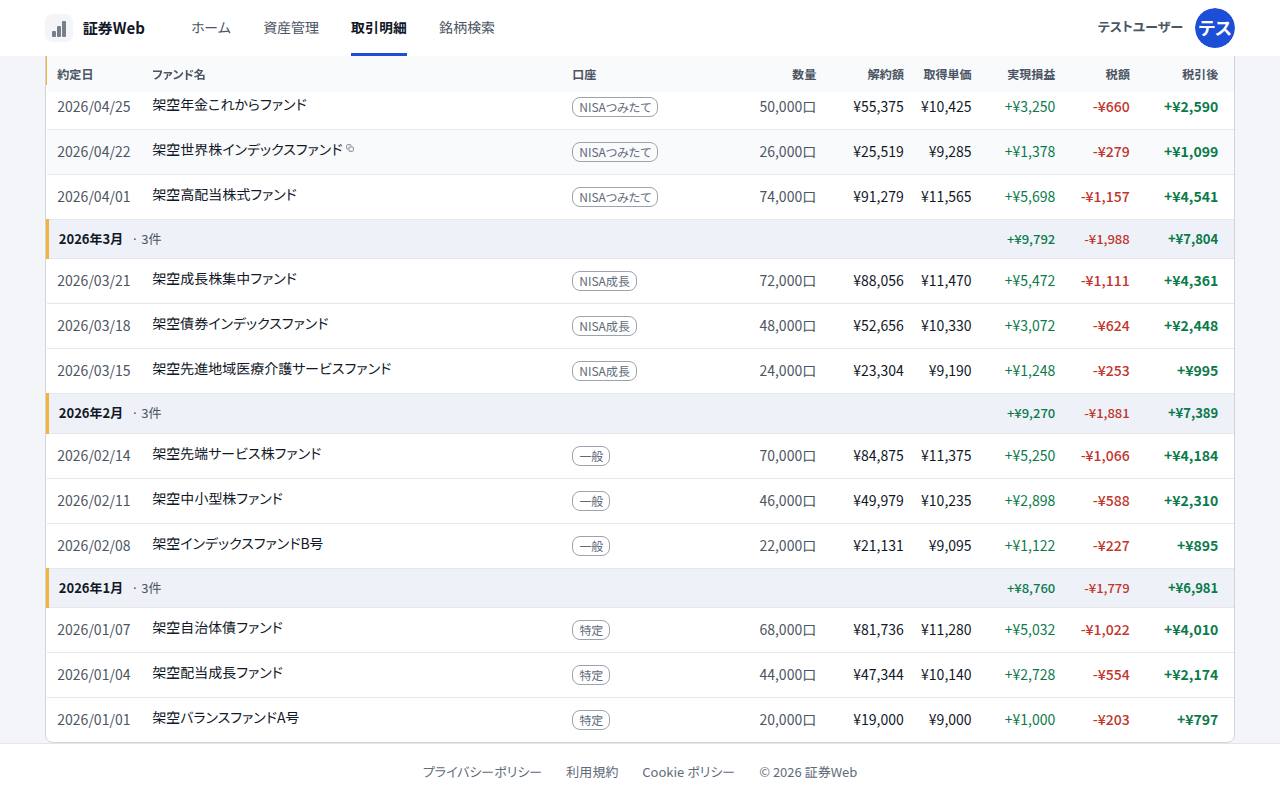 証券Web ホーム 資産管理 取引明細 銘柄検索 テストユーザー テス
約定日 ファンド名 口座 数量 解約額 取得単価 実現損益 税額 税引後
2026/04/25 架空年金これからファンド NISAつみたて 50,000口 ¥55,375 ¥10,425 +¥3,250 -¥660 +¥2,590
2026/04/22 架空世界株インデックスファンド NISAつみたて 26,000口 ¥25,519 ¥9,285 +¥1,378 -¥279 +¥1,099
2026/04/01 架空高配当株式ファンド NISAつみたて 74,000口 ¥91,279 ¥11,565 +¥5,698 -¥1,157 +¥4,541
2026年3月 · 3件 +¥9,792 -¥1,988 +¥7,804
2026/03/21 架空成長株集中ファンド NISA成長 72,000口 ¥88,056 ¥11,470 +¥5,472 -¥1,111 +¥4,361
2026/03/18 架空債券インデックスファンド NISA成長 48,000口 ¥52,656 ¥10,330 +¥3,072 -¥624 +¥2,448
2026/03/15 架空先進地域医療介護サービスファンド NISA成長 24,000口 ¥23,304 ¥9,190 +¥1,248 -¥253 +¥995
2026年2月 · 3件 +¥9,270 -¥1,881 +¥7,389
2026/02/14 架空先端サービス株ファンド 一般 70,000口 ¥84,875 ¥11,375 +¥5,250 -¥1,066 +¥4,184
2026/02/11 架空中小型株ファンド 一般 46,000口 ¥49,979 ¥10,235 +¥2,898 -¥588 +¥2,310
2026/02/08 架空インデックスファンドB号 一般 22,000口 ¥21,131 ¥9,095 +¥1,122 -¥227 +¥895
2026年1月 · 3件 +¥8,760 -¥1,779 +¥6,981
2026/01/07 架空自治体債ファンド 特定 68,000口 ¥81,736 ¥11,280 +¥5,032 -¥1,022 +¥4,010
2026/01/04 架空配当成長ファンド 特定 44,000口 ¥47,344 ¥10,140 +¥2,728 -¥554 +¥2,174
2026/01/01 架空バランスファンドA号 特定 20,000口 ¥19,000 ¥9,000 +¥1,000 -¥203 +¥797
プライバシーポリシー 利用規約 Cookie ポリシー © 2026 証券Web